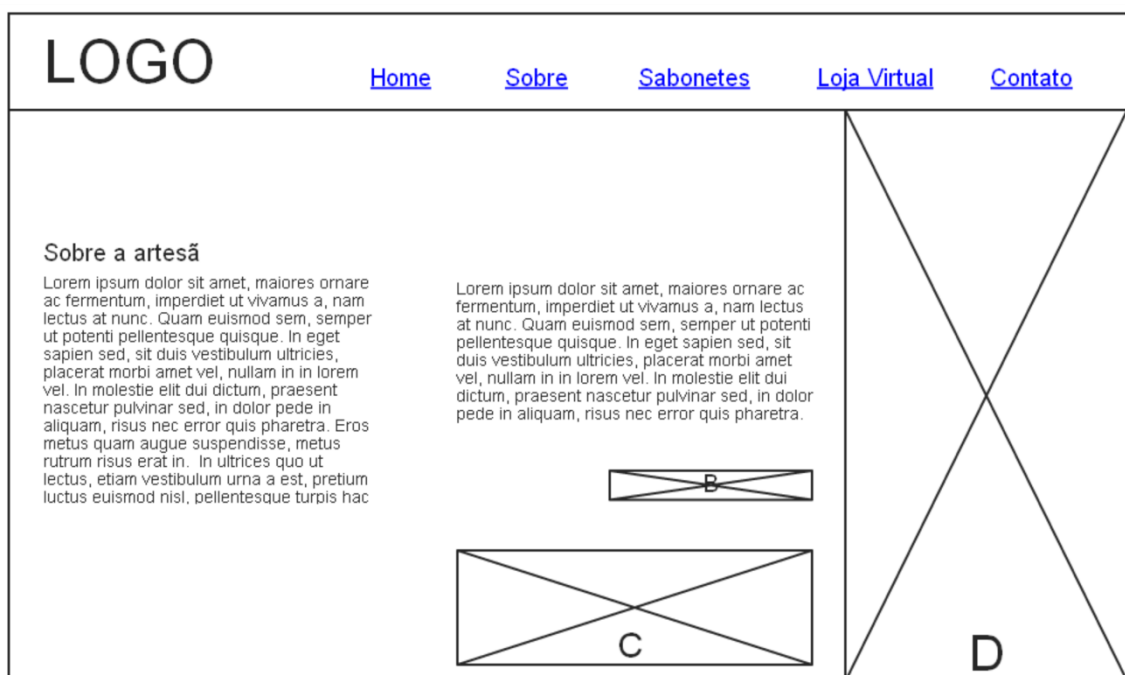 LOGO
Home
Sobre
Sabonetes
Loja Virtual
Contato
Sobre a artesã
Lorem ipsum dolor sit amet, maiores ornare
ac fermentum, imperdiet ut vivamus a, nam
lectus at nunc. Quam euismod sem, semper
ut potenti pellentesque quisque. In eget
sapien sed, sit duis vestibulum ultricies,
placerat morbi amet vel, nullam in in lorem
vel. In molestie elit dui dictum, praesent
nascetur pulvinar sed, in dolor pede in
aliquam, risus nec error quis pharetra. Eros
metus quam augue suspendisse, metus
rutrum risus erat in. In ultrices quo ut
lectus, etiam vestibulum urna a est, pretium
luctus euismod nisl, pellentesque turpis hac
Lorem ipsum dolor sit amet, maiores ornare ac
fermentum, imperdiet ut vivamus a, nam lectus
at nunc. Quam euismod sem, semper ut potenti
pellentesque quisque. In eget sapien sed, sit
duis vestibulum ultricies, placerat morbi amet
vel, nullam in in lorem vel. In molestie elit dui
dictum, praesent nascetur pulvinar sed, in dolor
pede in aliquam, risus nec error quis pharetra.
B
C
D